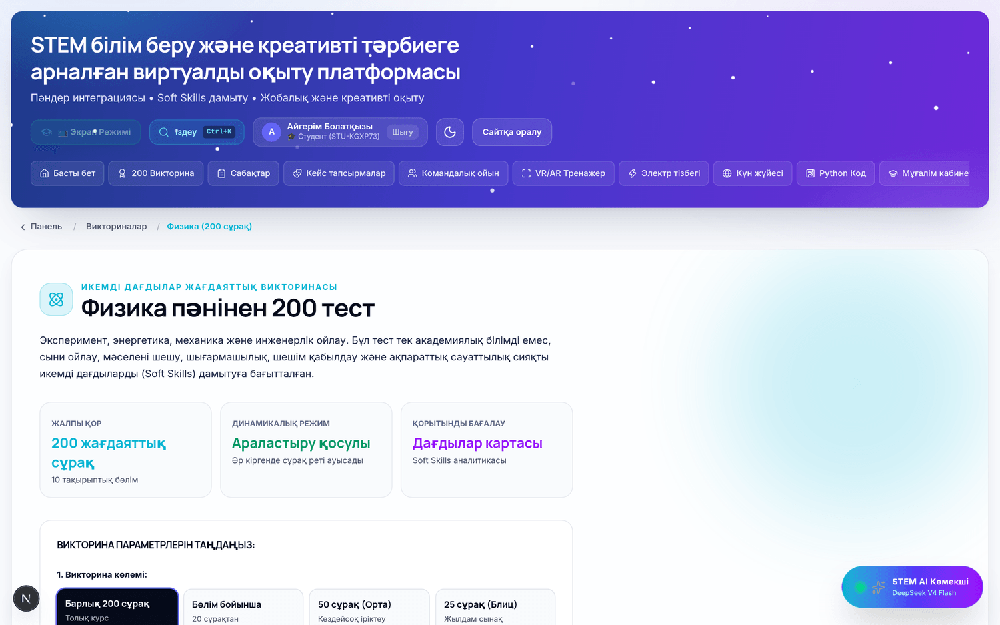 STEM білім беру және креативті тәрбиеге
арналған виртуалды оқыту платформасы
Пәндер интеграциясы • Soft Skills дамыту • Жобалық және креативті оқыту
Экран Режимі
Іздеу Ctrl+K
А
Айгерім Болатқызы
Студент (STU-KGXP73)
Шығу
Сайтқа оралу
Басты бет
200 Викторина
Сабақтар
Кейс тапсырмалар
Командалық ойын
VR/AR Тренажер
Электр тізбегі
Күн жүйесі
Python Код
Мұғалім кабине
Панель / Викториналар / Физика (200 сұрақ)
ИКЕМДІ ДАҒДЫЛАР ЖАҒДАЯТТЫҚ ВИКТОРИНАСЫ
Физика пәнінен 200 тест
Эксперимент, энергетика, механика және инженерлік ойлау. Бұл тест тек академиялық білімді емес,
сыни ойлау, мәселені шешу, шығармашылық, шешім қабылдау және ақпараттық сауаттылық сияқты
икемді дағдыларды (Soft Skills) дамытуға бағытталған.
ЖАЛПЫ ҚОР
200 жағдаяттық
сұрақ
10 тақырыптық бөлім
ДИНАМИКАЛЫҚ РЕЖИМ
Араластыру қосулы
Әр кіргенде сұрақ реті ауысады
ҚОРЫТЫНДЫ БАҒАЛАУ
Дағдылар картасы
Soft Skills аналитикасы
ВИКТОРИНА ПАРАМЕТРЛЕРІН ТАҢДАҢЫЗ:
1. Викторина көлемі:
Барлық 200 сұрақ
Толық курс
Бөлім бойынша
20 сұрақтан
50 сұрақ (Орта)
Кездейсоқ іріктеу
25 сұрақ (Блиц)
Жылдам сынақ
N
STEM AI Көмекші
DeepSeek V4 Flash